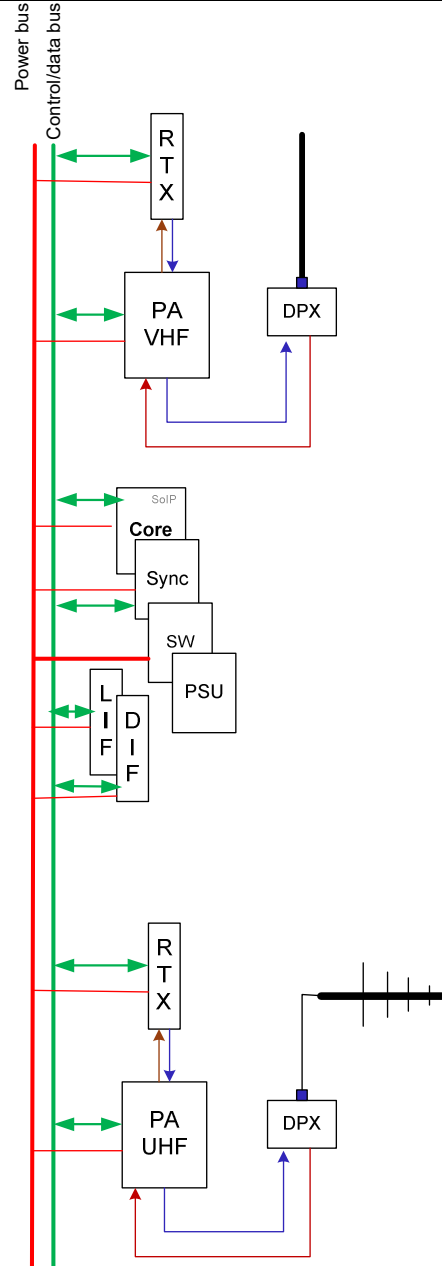 Power bus
Control/data bus
R
T
X
PA
VHF
DPX
SoIP
Core
Sync
SW
PSU
L
I
F
D
I
F
R
T
X
PA
UHF
DPX